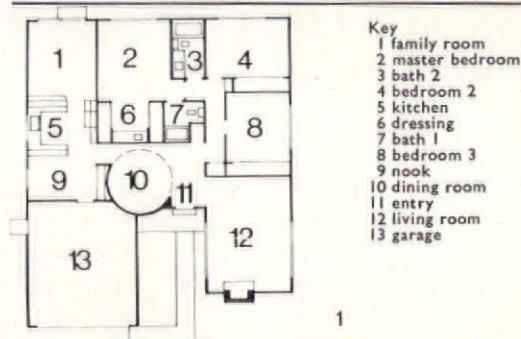 1
2
3
4
5
6
7
8
9
10
11
12
13
Key
1 family room
2 master bedroom
3 bath 2
4 bedroom 2
5 kitchen
6 dressing
7 bath 1
8 bedroom 3
9 nook
10 dining room
11 entry
12 living room
13 garage
1